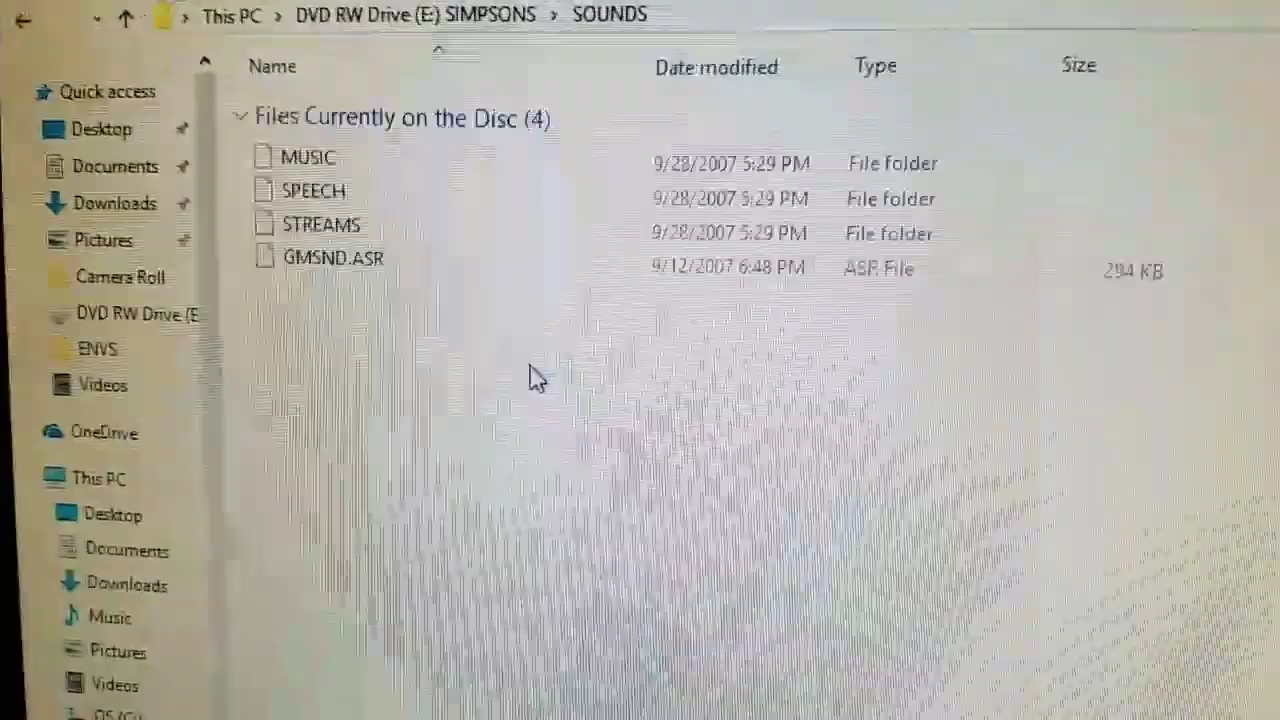 This PC > DVD RW Drive (E:) SIMPSONS > SOUNDS
Name Date modified Type Size
Files Currently on the Disc (4)
MUSIC 9/28/2007 5:29 PM File folder
SPEECH 9/28/2007 5:29 PM File folder
STREAMS 9/28/2007 5:29 PM File folder
GMSND.ASR 9/12/2007 6:48 PM ASR File 294 KB
Quick access
Desktop
Documents
Downloads
Pictures
Camera Roll
DVD RW Drive (E
ENVS
Videos
OneDrive
This PC
Desktop
Documents
Downloads
Music
Pictures
Videos